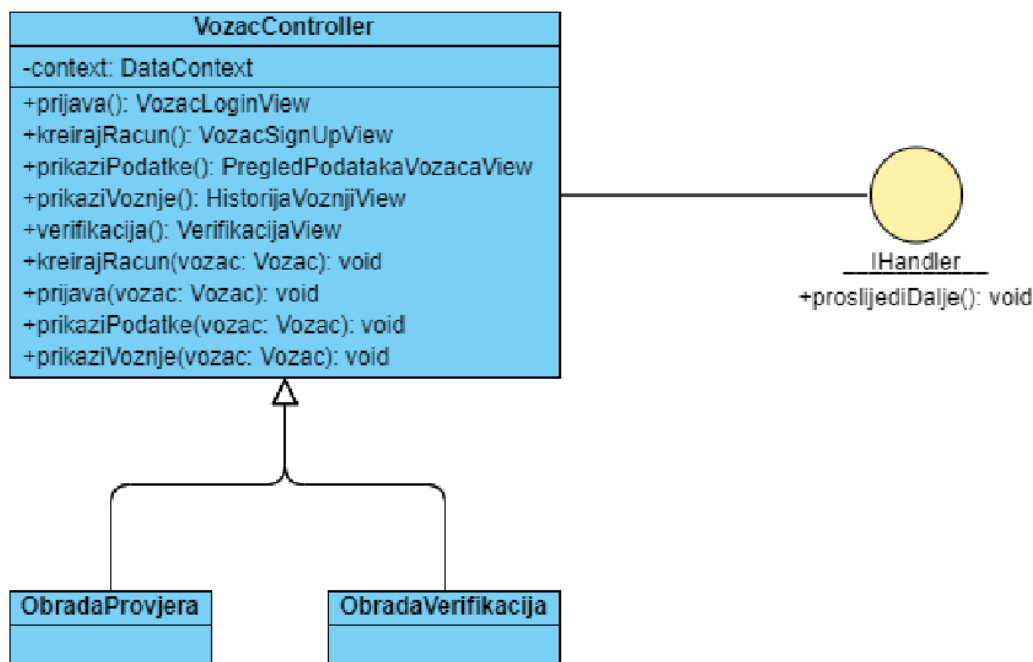 VozacController
-context: DataContext
+prijava(): VozacLoginView
+kreirajRacun(): VozacSignUpView
+prikaziPodatke(): PregledPodatakaVozacaView
+prikaziVoznje(): HistorijaVoznjiView
+verifikacija(): VerifikacijaView
+kreirajRacun(vozac: Vozac): void
+prijava(vozac: Vozac): void
+prikaziPodatke(vozac: Vozac): void
+prikaziVoznje(vozac: Vozac): void
IHandler
+proslijediDalje(): void
ObradaProvjera
ObradaVerifikacija